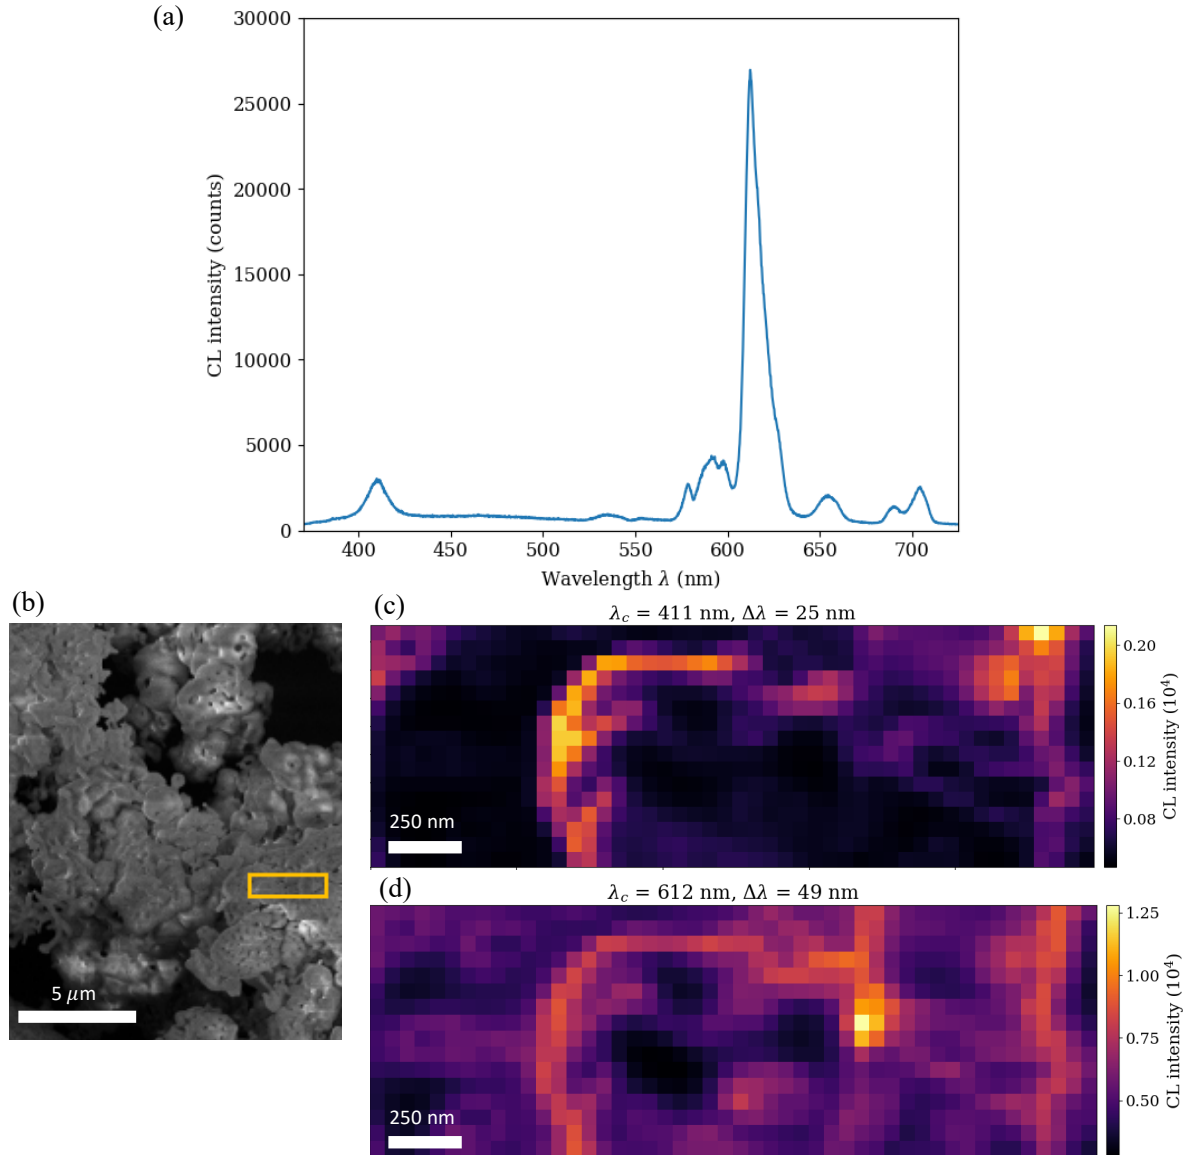 (a)
30000
25000
20000
15000
10000
5000
0
CL intensity (counts)
400 450 500 550 600 650 700
Wavelength λ (nm)
(b)
5 μm
(c)
λc = 411 nm, Δλ = 25 nm
250 nm
0.20
0.16
0.12
0.08
CL intensity (10⁴)
(d)
λc = 612 nm, Δλ = 49 nm
250 nm
1.25
1.00
0.75
0.50
CL intensity (10⁴)